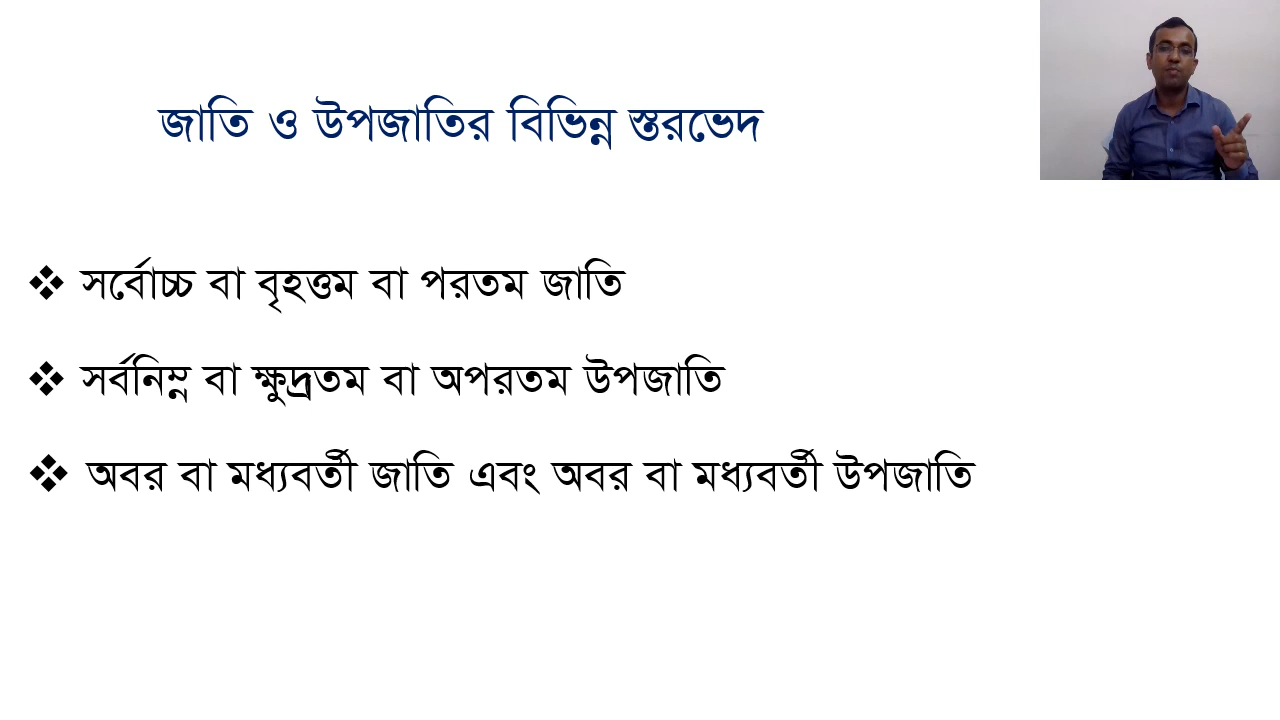 জাতি ও উপজাতির বিভিন্ন স্তরভেদ
❖ সর্বোচ্চ বা বৃহত্তম বা পরতম জাতি
❖ সর্বনিম্ন বা ক্ষুদ্রতম বা অপরতম উপজাতি
❖ অবর বা মধ্যবর্তী জাতি এবং অবর বা মধ্যবর্তী উপজাতি